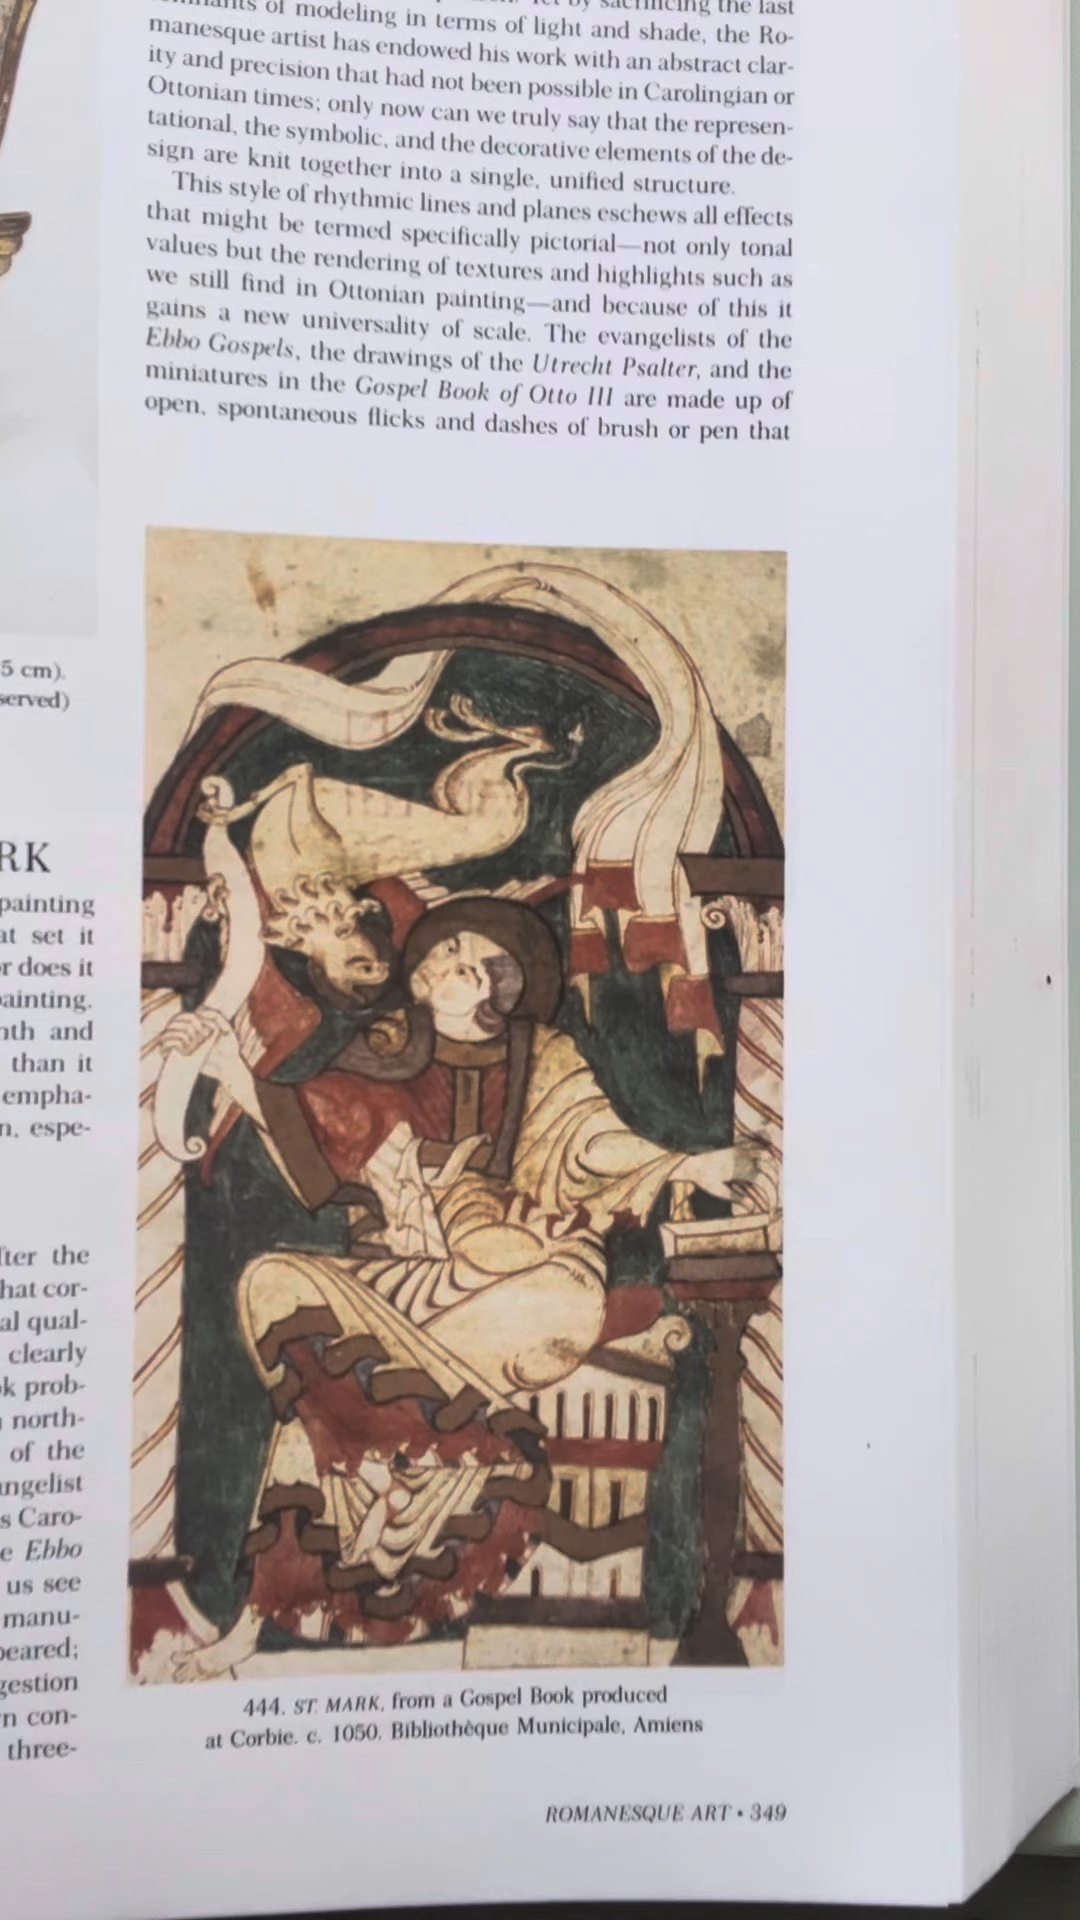 5 cm).
served)
RK
painting
at set it
r does it
painting.
nth and
than it
empha-
n, espe-
fter the
hat cor-
al qual-
clearly
k prob-
north-
of the
angelist
s Caro-
e Ebbo
us see
manu-
peared;
gestion
n con-
three-
of modeling in terms of light and shade, the Ro-
manesque artist has endowed his work with an abstract clar-
ity and precision that had not been possible in Carolingian or
Ottonian times; only now can we truly say that the represen-
tational, the symbolic, and the decorative elements of the de-
sign are knit together into a single, unified structure.
This style of rhythmic lines and planes eschews all effects
that might be termed specifically pictorial—not only tonal
values but the rendering of textures and highlights such as
we still find in Ottonian painting—and because of this it
gains a new universality of scale. The evangelists of the
Ebbo Gospels, the drawings of the Utrecht Psalter, and the
miniatures in the Gospel Book of Otto III are made up of
open, spontaneous flicks and dashes of brush or pen that
444. ST. MARK, from a Gospel Book produced
at Corbie. c. 1050. Bibliothèque Municipale, Amiens
ROMANESQUE ART • 349